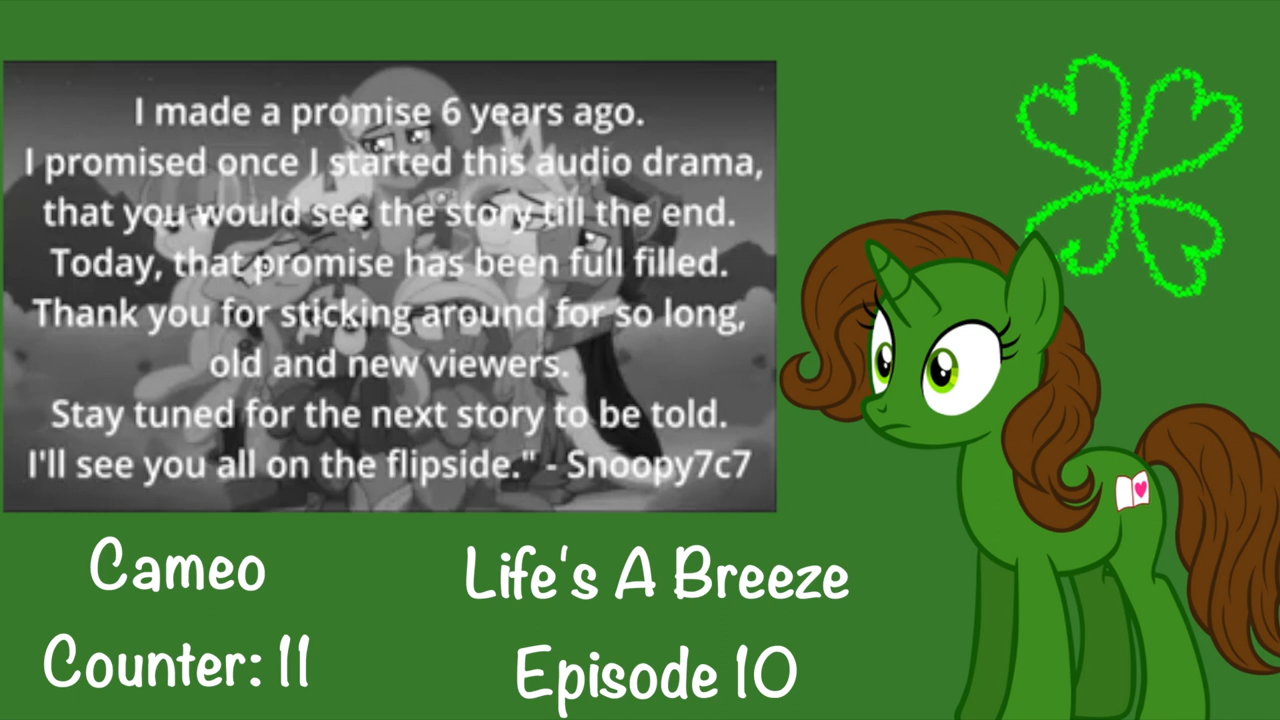 I made a promise 6 years ago.
I promised once I started this audio drama,
that you would see the story till the end.
Today, that promise has been full filled.
Thank you for sticking around for so long,
old and new viewers.
Stay tuned for the next story to be told.
I'll see you all on the flipside." - Snoopy7c7
Cameo
Counter: 11
Life's A Breeze
Episode 10